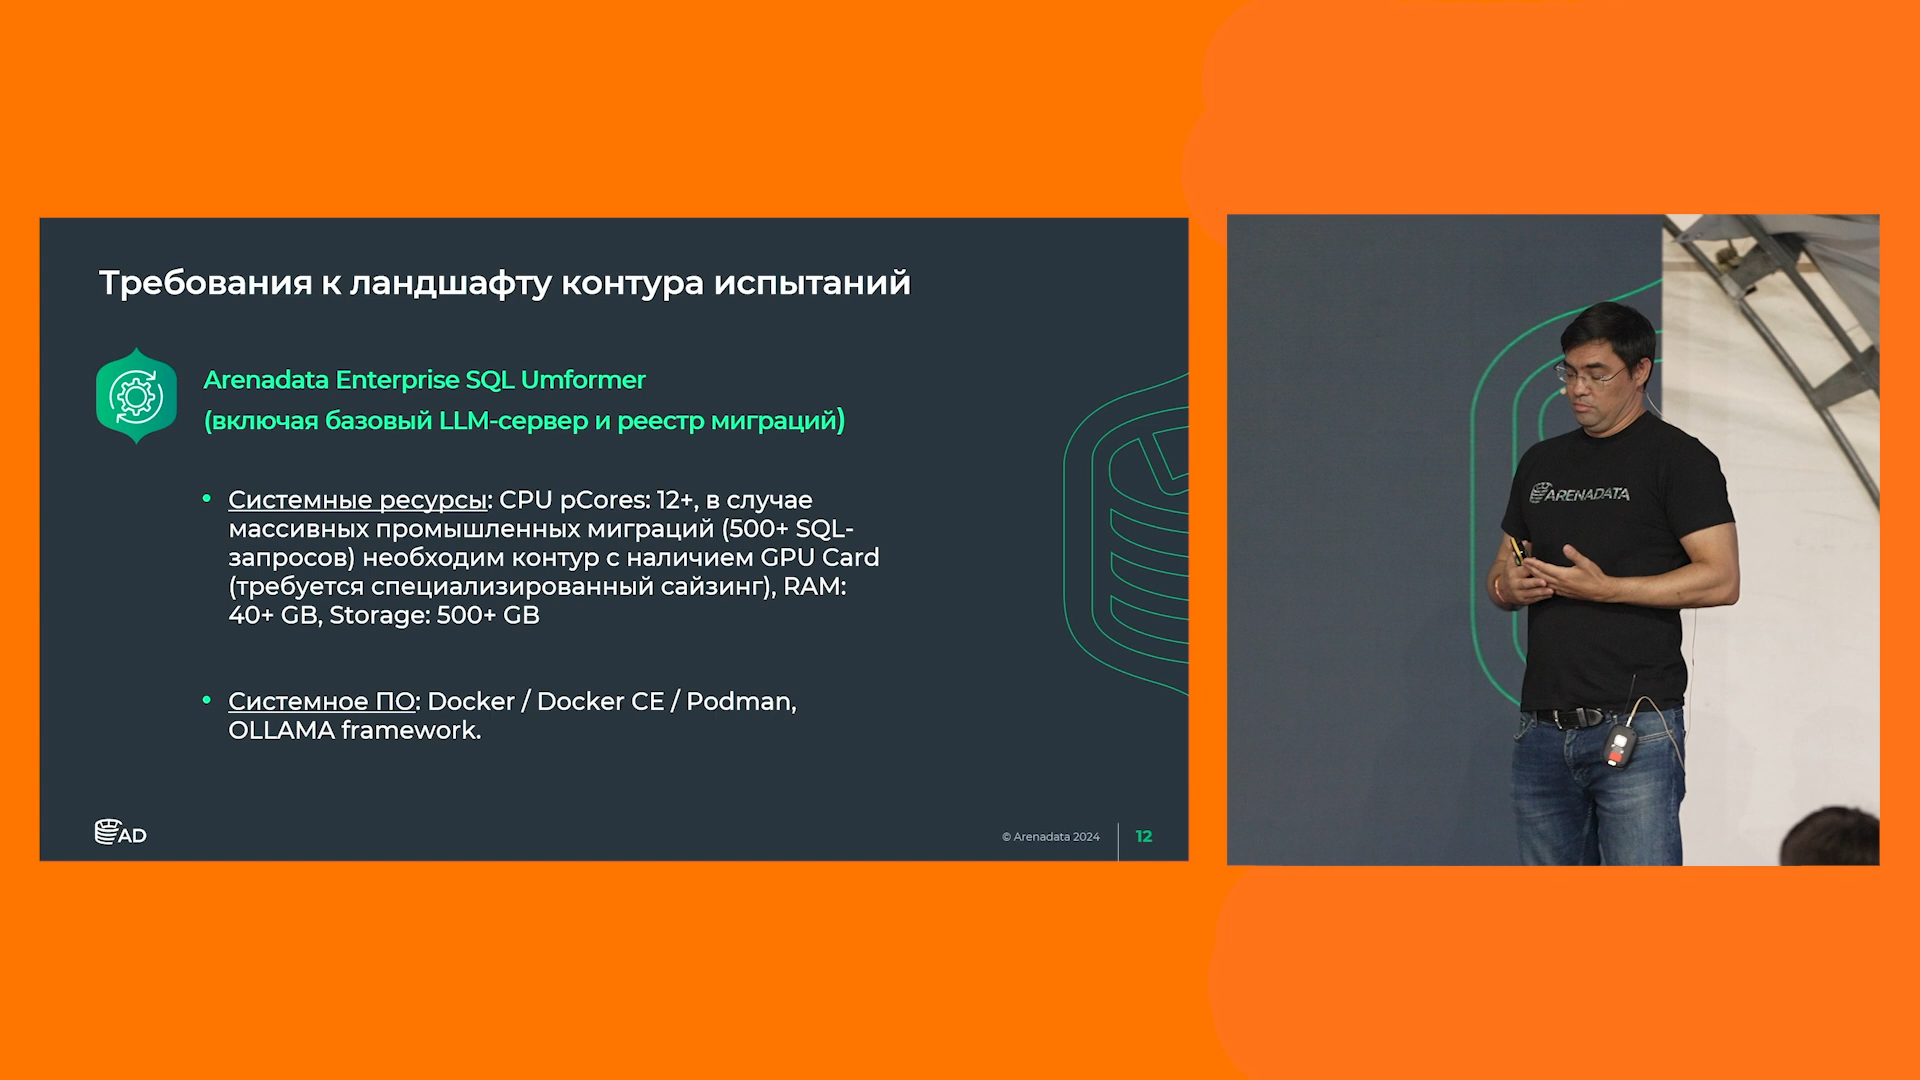 Требования к ландшафту контура испытаний
Arenadata Enterprise SQL Umformer
(включая базовый LLM-сервер и реестр миграций)
• Системные ресурсы: CPU pCores: 12+, в случае
массивных промышленных миграций (500+ SQL-
запросов) необходим контур с наличием GPU Card
(требуется специализированный сайзинг), RAM:
40+ GB, Storage: 500+ GB
• Системное ПО: Docker / Docker CE / Podman,
OLLAMA framework.
AD
© Arenadata 2024
12
ARENADATA